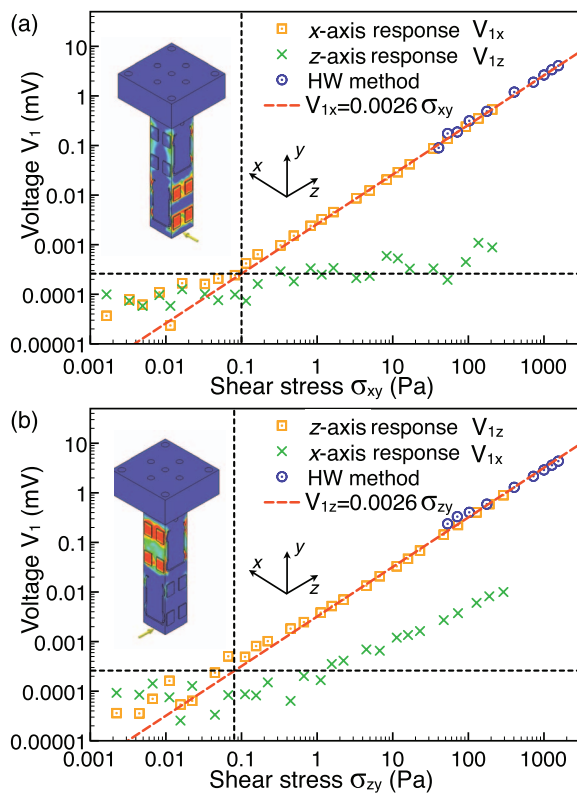 (a)
x-axis response V1x
z-axis response V1z
HW method
V1x=0.0026 σxy
10
1
0.1
0.01
0.001
0.0001
0.00001
Voltage V1 (mV)
x
y
z
0.001 0.01 0.1 1 10 100 1000
Shear stress σxy (Pa)
(b)
z-axis response V1z
x-axis response V1x
HW method
V1z=0.0026 σzy
10
1
0.1
0.01
0.001
0.0001
0.00001
Voltage V1 (mV)
x
y
z
0.001 0.01 0.1 1 10 100 1000
Shear stress σzy (Pa)